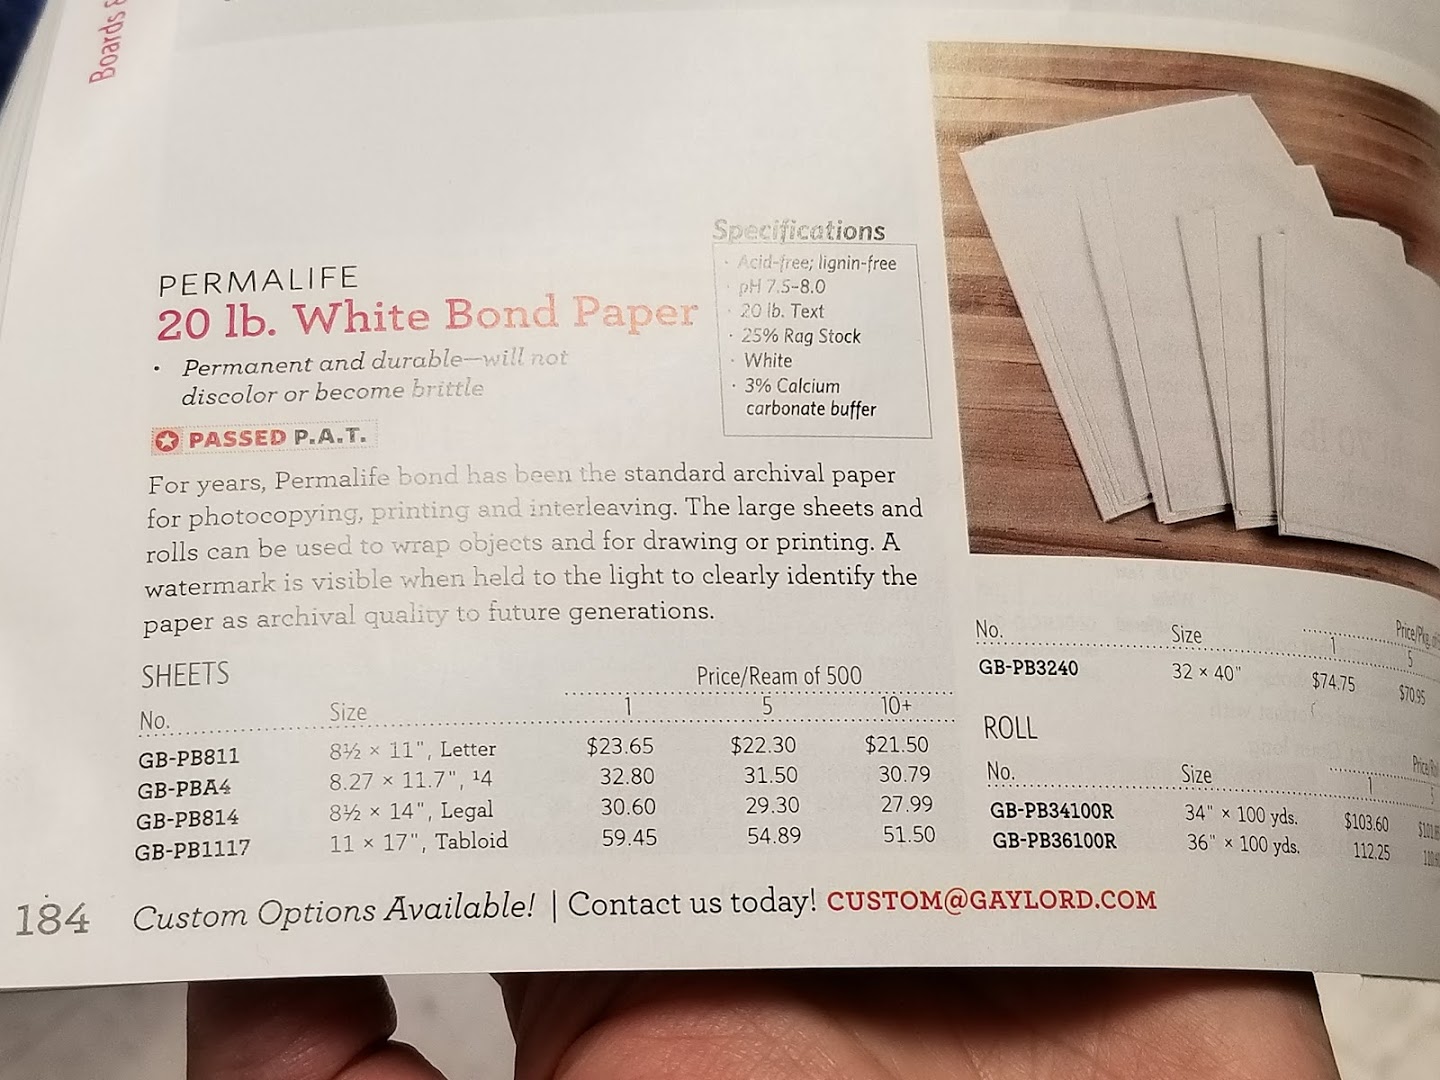 Boards &
PERMALIFE
20 lb. White Bond Paper
• Permanent and durable—will not
discolor or become brittle
PASSED P.A.T.
Specifications
· Acid-free; lignin-free
· pH 7.5-8.0
· 20 lb. Text
· 25% Rag Stock
· White
· 3% Calcium
carbonate buffer
For years, Permalife bond has been the standard archival paper
for photocopying, printing and interleaving. The large sheets and
rolls can be used to wrap objects and for drawing or printing. A
watermark is visible when held to the light to clearly identify the
paper as archival quality to future generations.
SHEETS
Price/Ream of 500
No. Size 1 5 10+
GB-PB811 8½ × 11", Letter $23.65 $22.30 $21.50
GB-PBA4 8.27 × 11.7", ¹4 32.80 31.50 30.79
GB-PB814 8½ × 14", Legal 30.60 29.30 27.99
GB-PB1117 11 × 17", Tabloid 59.45 54.89 51.50
Price/Pkg.
No. Size 1 5
GB-PB3240 32 × 40" $74.75 $70.95
ROLL
No. Size 1 5
GB-PB34100R 34" × 100 yds. $103.60
GB-PB36100R 36" × 100 yds. 112.25
184 Custom Options Available! | Contact us today! CUSTOM@GAYLORD.COM